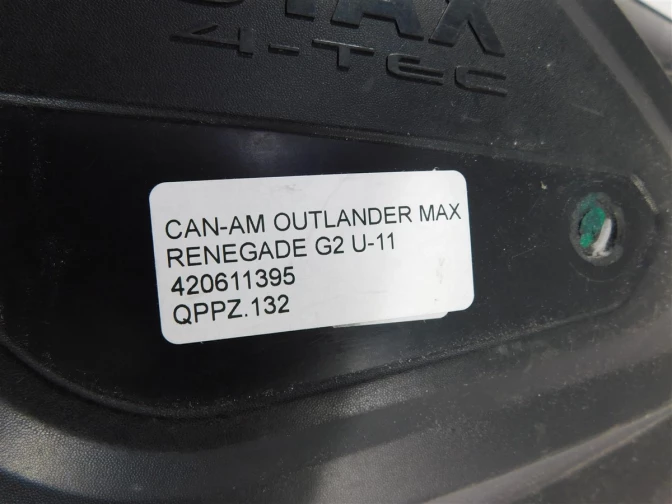 4-TEC
CAN-AM OUTLANDER MAX
RENEGADE G2 U-11
420611395
QPPZ.132